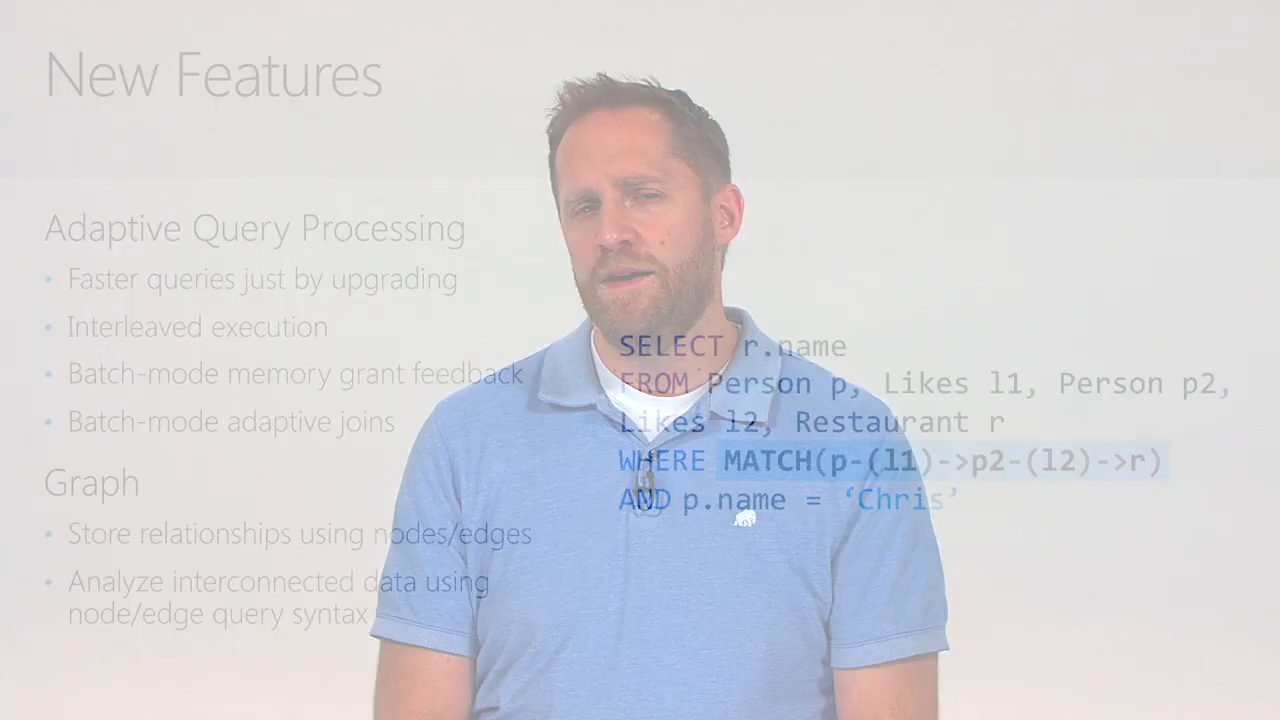 New Features
Adaptive Query Processing
• Faster queries just by upgrading
• Interleaved execution
• Batch-mode memory grant feedback
• Batch-mode adaptive joins
Graph
• Store relationships using nodes/edges
• Analyze interconnected data using
node/edge query syntax
SELECT r.name
FROM Person p, Likes l1, Person p2,
Likes l2, Restaurant r
WHERE MATCH(p-(l1)->p2-(l2)->r)
AND p.name = ‘Chris’